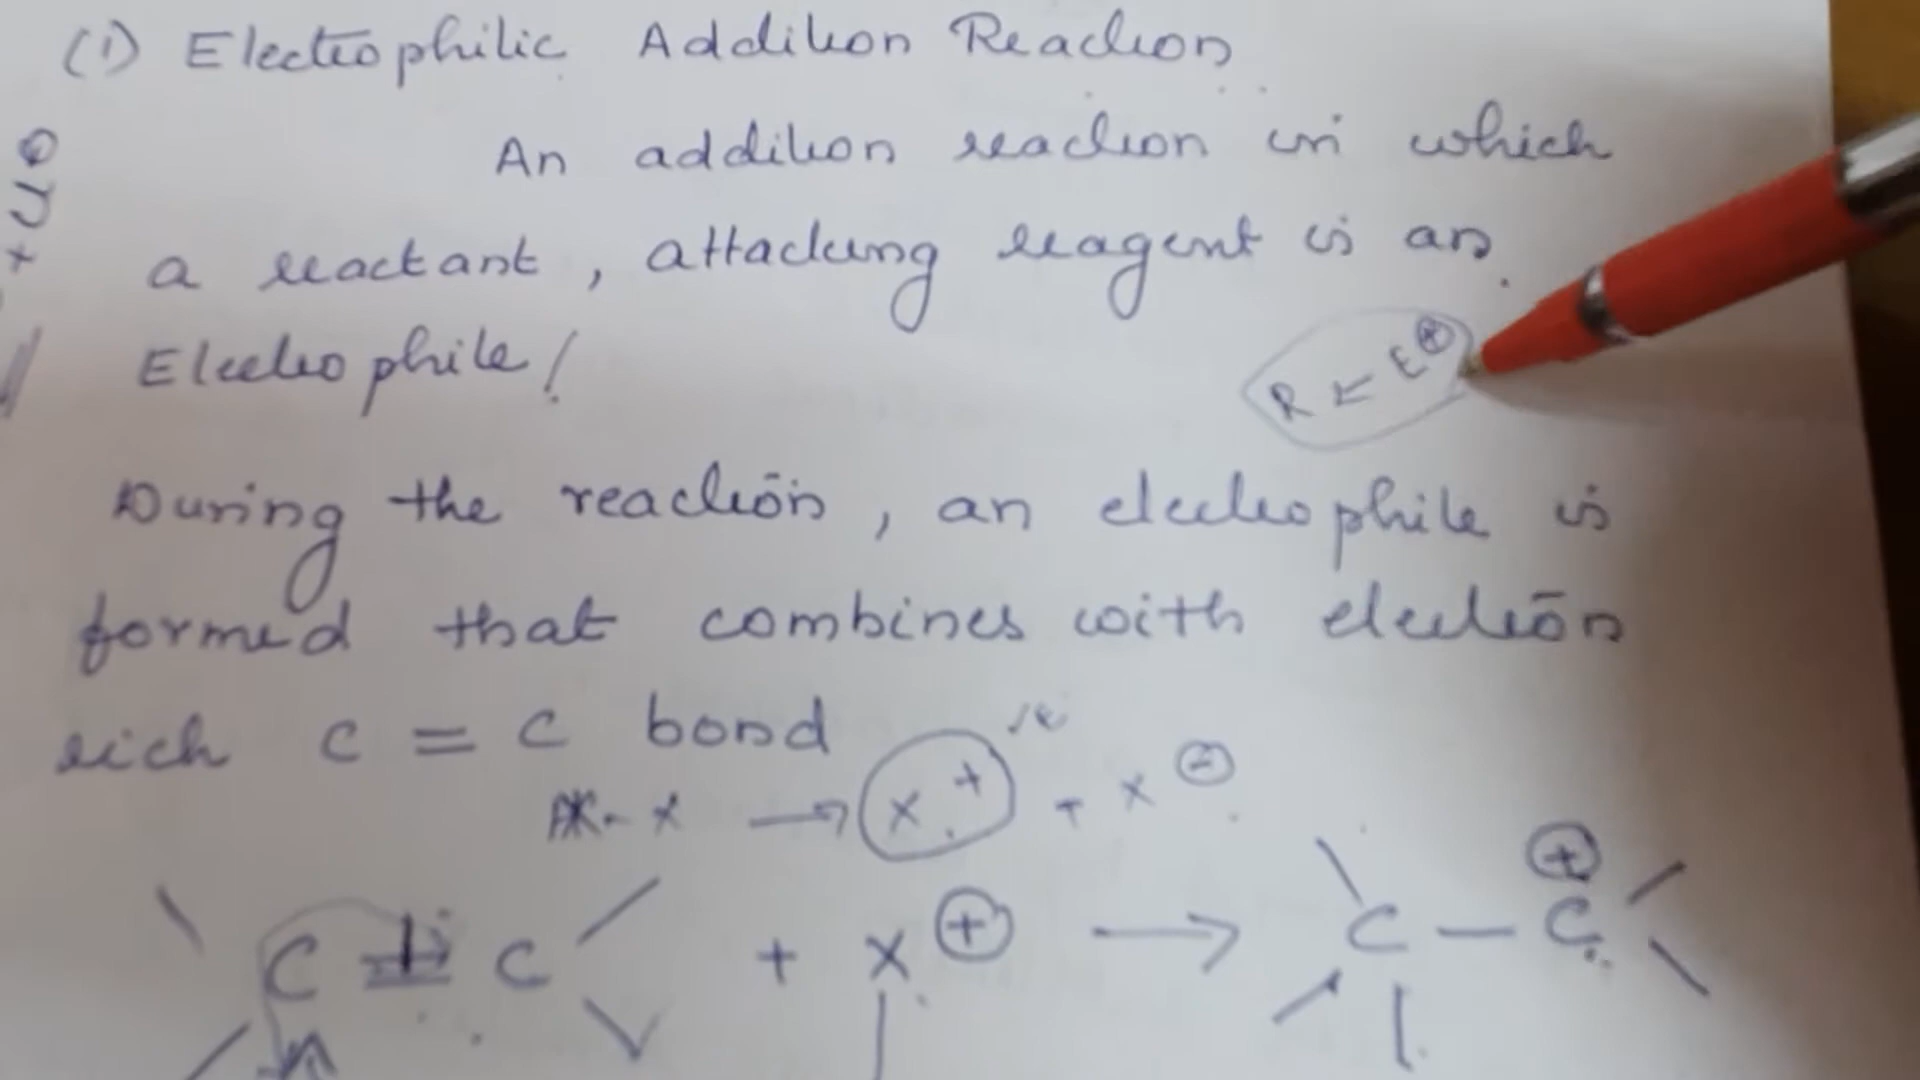 (i) Electrophilic Addition Reaction
An addition reaction in which
a reactant, attacking reagent is an
Electrophile!
R ← E⊕
During the reaction, an electrophile is
formed that combines with electron
rich C = C bond
X - X → X + + X ⊖
C = C + X ⊕ → C - C ⊕